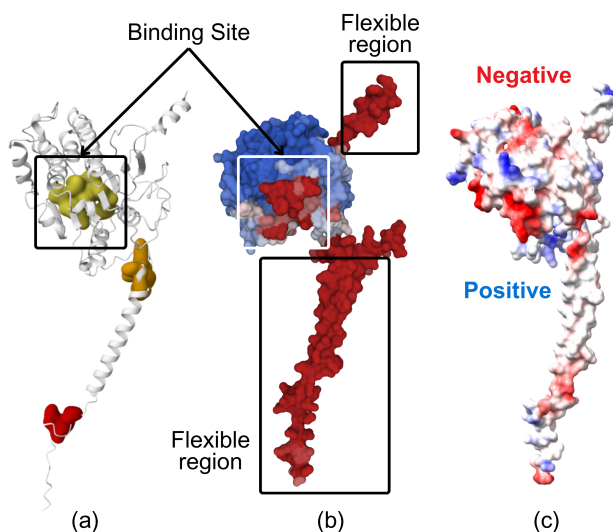 Binding Site
Flexible
region
Negative
Positive
Flexible
region
(a)
(b)
(c)